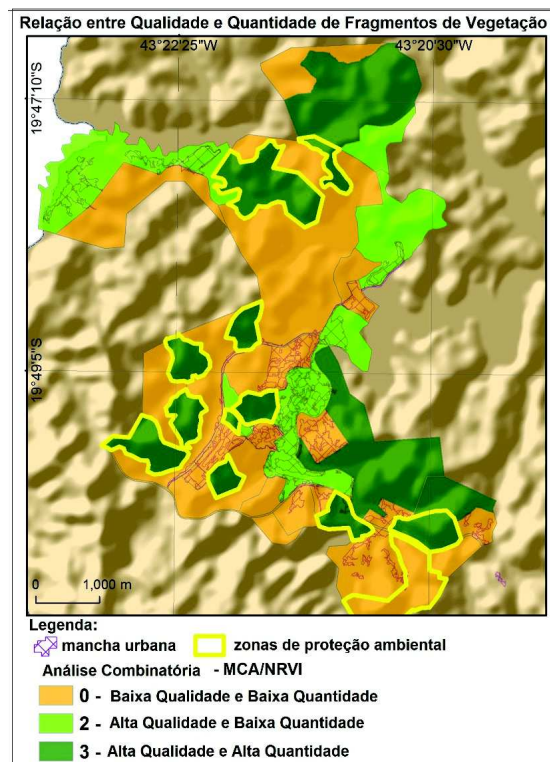 Relação entre Qualidade e Quantidade de Fragmentos de Vegetação
43°22'25"W 43°20'30"W
19°47'10"S
19°49'5"S
0 1,000 m
Legenda:
mancha urbana zonas de proteção ambiental
Análise Combinatória - MCA/NRVI
0 - Baixa Qualidade e Baixa Quantidade
2 - Alta Qualidade e Baixa Quantidade
3 - Alta Qualidade e Alta Quantidade